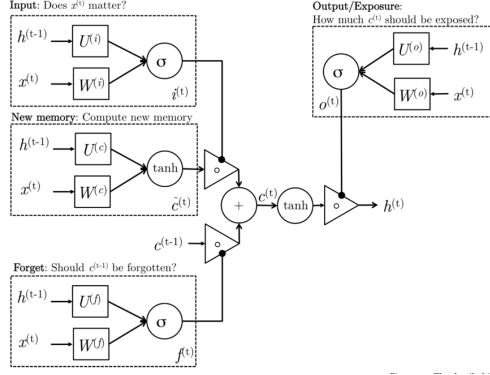 Input: Does x(t) matter?
h(t-1)
U(i)
x(t)
W(i)
σ
i(t)
New memory: Compute new memory
h(t-1)
U(c)
x(t)
W(c)
tanh
c̃(t)
c(t-1)
+
c(t)
tanh
h(t)
Forget: Should c(t-1) be forgotten?
h(t-1)
U(f)
x(t)
W(f)
σ
f(t)
Output/Exposure:
How much c(t) should be exposed?
σ
U(o)
h(t-1)
W(o)
x(t)
o(t)